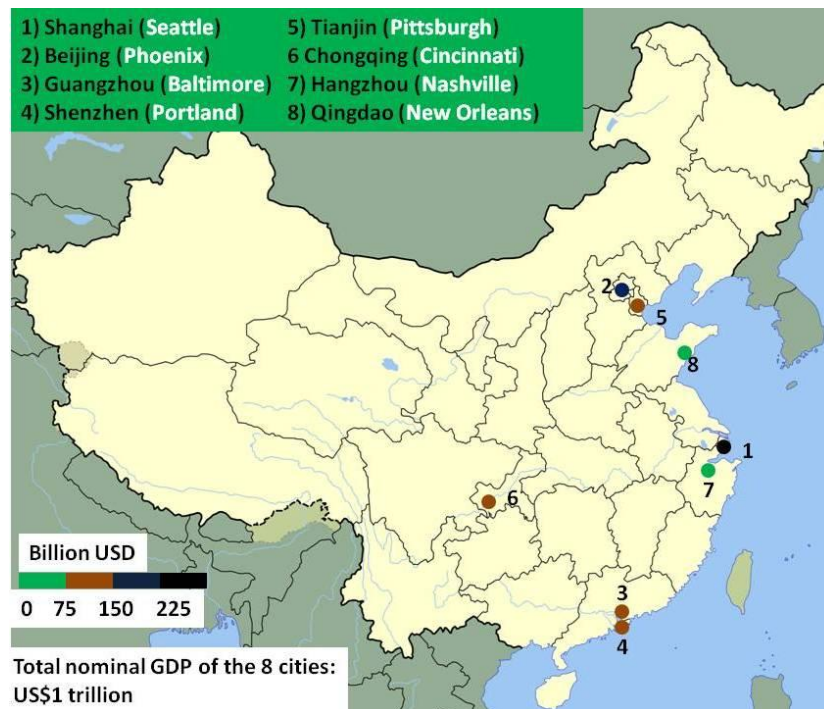 1) Shanghai (Seattle)
2) Beijing (Phoenix)
3) Guangzhou (Baltimore)
4) Shenzhen (Portland)
5) Tianjin (Pittsburgh)
6 Chongqing (Cincinnati)
7) Hangzhou (Nashville)
8) Qingdao (New Orleans)
2
5
8
1
7
6
3
4
Billion USD
0 75 150 225
Total nominal GDP of the 8 cities:
US$1 trillion